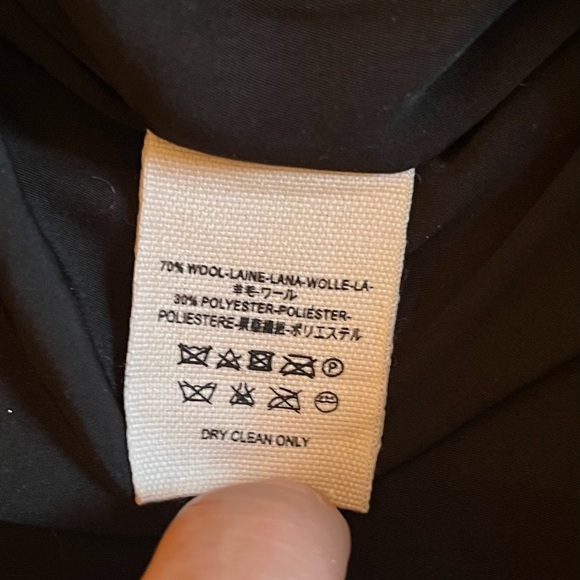 70% WOOL-LAINE-LANA-WOLLE-LA-
羊毛-ウール
30% POLYESTER-POLIÉSTER-
POLIESTERE-聚酯纖維-ポリエステル
P
DRY CLEAN ONLY